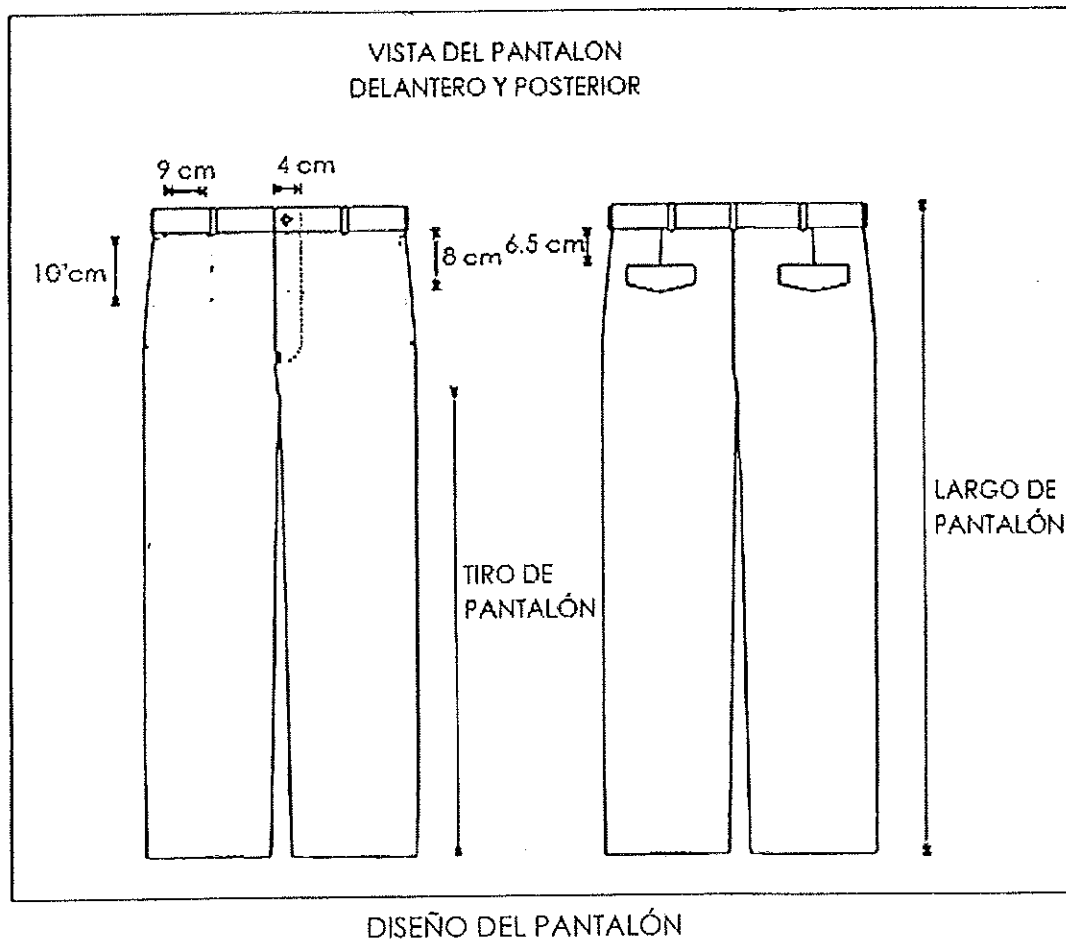 VISTA DEL PANTALON
DELANTERO Y POSTERIOR
9 cm
4 cm
10'cm
8 cm
6.5 cm
TIRO DE
PANTALÓN
LARGO DE
PANTALÓN
DISEÑO DEL PANTALÓN